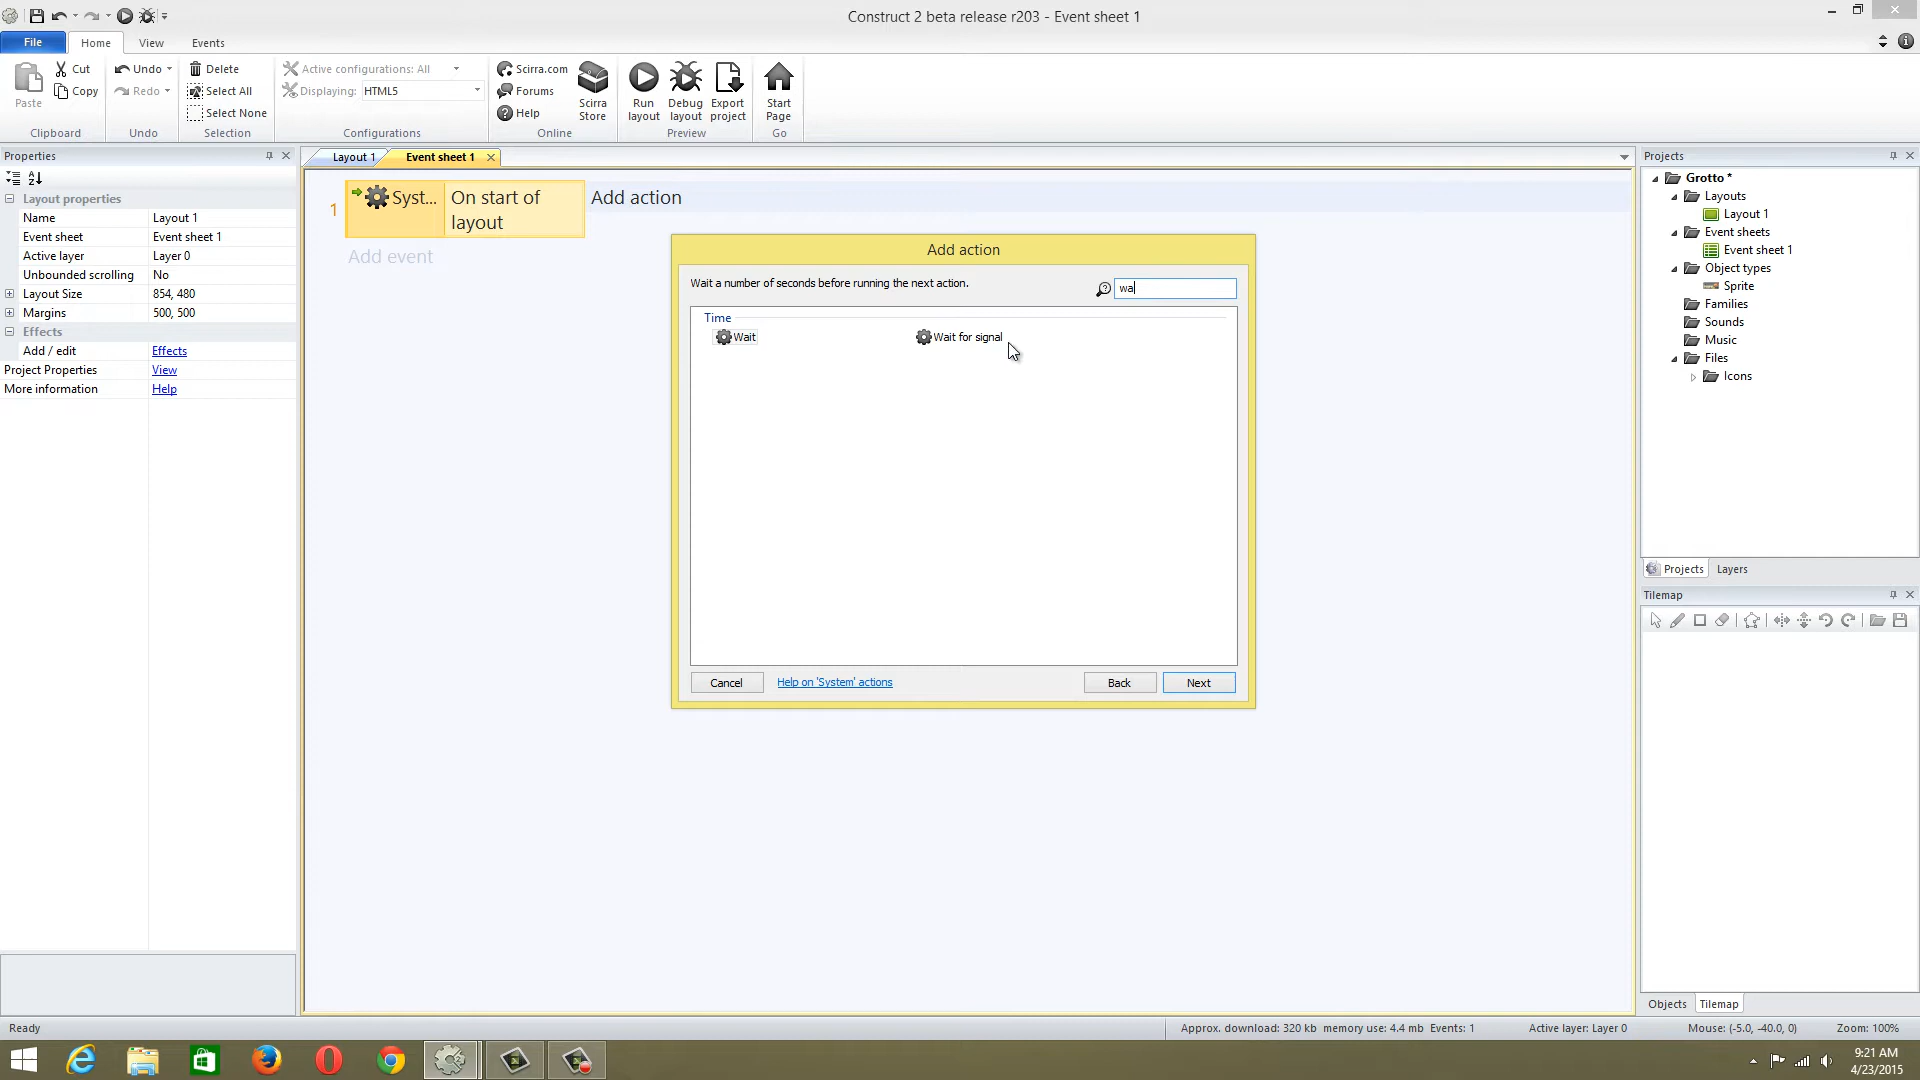 Construct 2 beta release r203 - Event sheet 1
File Home View Events
Paste
Cut
Copy
Clipboard
Undo
Redo
Undo
Delete
Select All
Select None
Selection
Active configurations: All
Displaying: HTML5
Configurations
Scirra.com
Forums
Help
Scirra Store
Online
Run layout
Debug layout
Export project
Preview
Start Page
Go
Properties
Layout properties
Name Layout 1
Event sheet Event sheet 1
Active layer Layer 0
Unbounded scrolling No
Layout Size 854, 480
Margins 500, 500
Effects
Add / edit Effects
Project Properties View
More information Help
Layout 1 Event sheet 1
1
Syst...
On start of
layout
Add action
Add event
Add action
Wait a number of seconds before running the next action.
wa
Time
Wait Wait for signal
Cancel Help on 'System' actions Back Next
Projects
Grotto *
Layouts
Layout 1
Event sheets
Event sheet 1
Object types
Sprite
Families
Sounds
Music
Files
Icons
Projects Layers
Tilemap
Objects Tilemap
Ready
Approx. download: 320 kb memory use: 4.4 mb Events: 1 Active layer: Layer 0 Mouse: (-5.0, -40.0, 0) Zoom: 100%
9:21 AM
4/23/2015